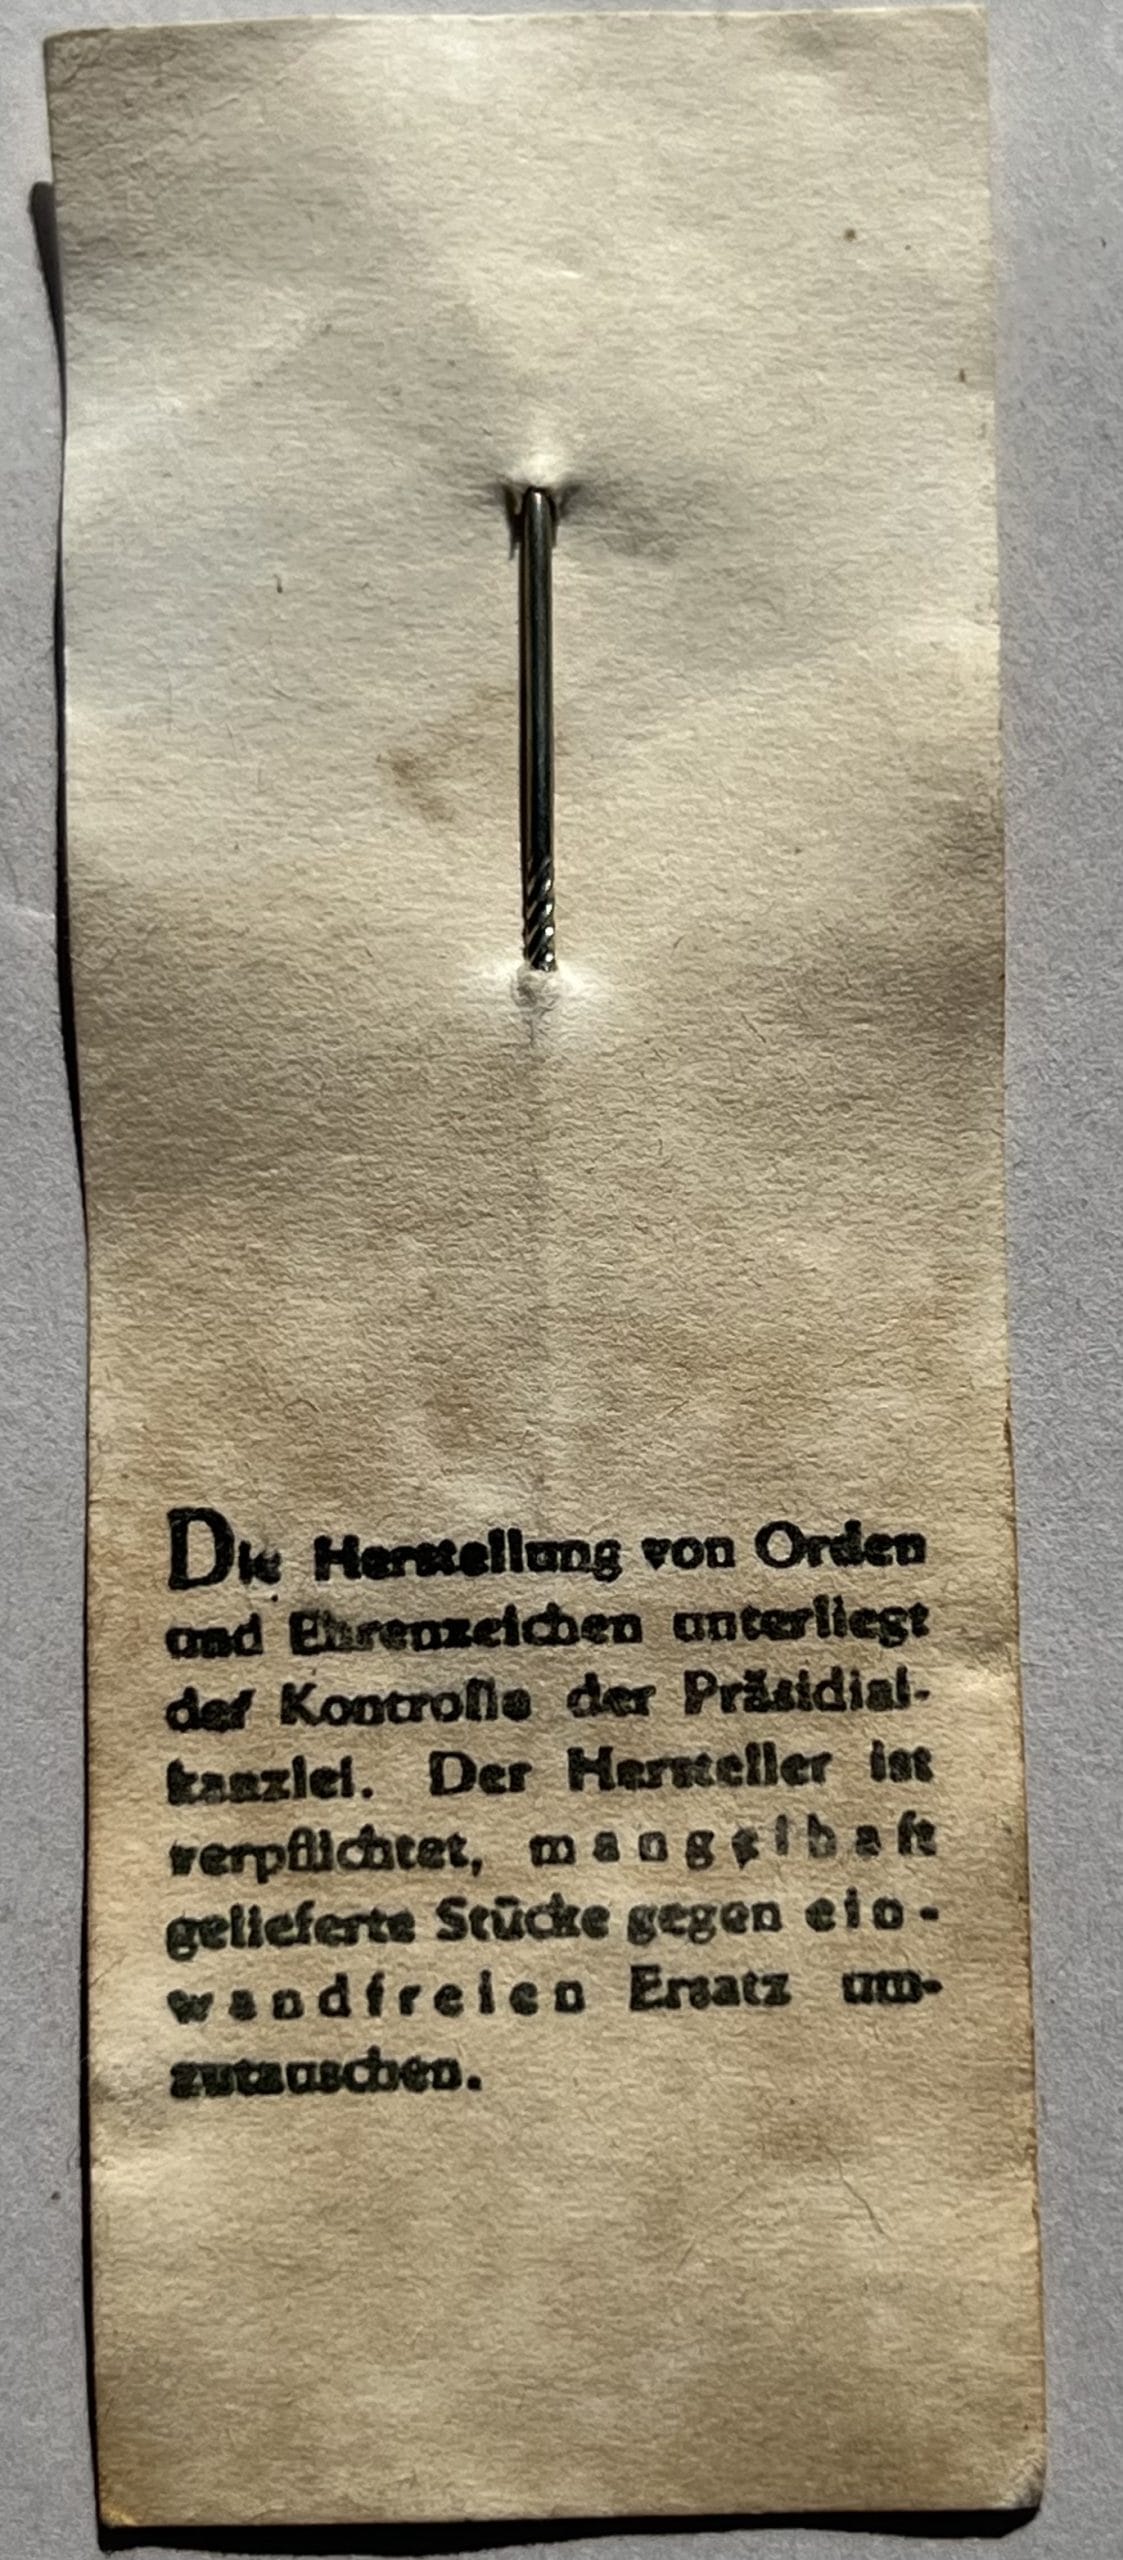 Die Herstellung von Orden
und Ehrenzeichen unterliegt
der Kontrolle der Präsidial-
kanzlei. Der Hersteller ist
verpflichtet, mangelhaft
gelieferte Stücke gegen ein-
wandfreien Ersatz um-
zutauschen.